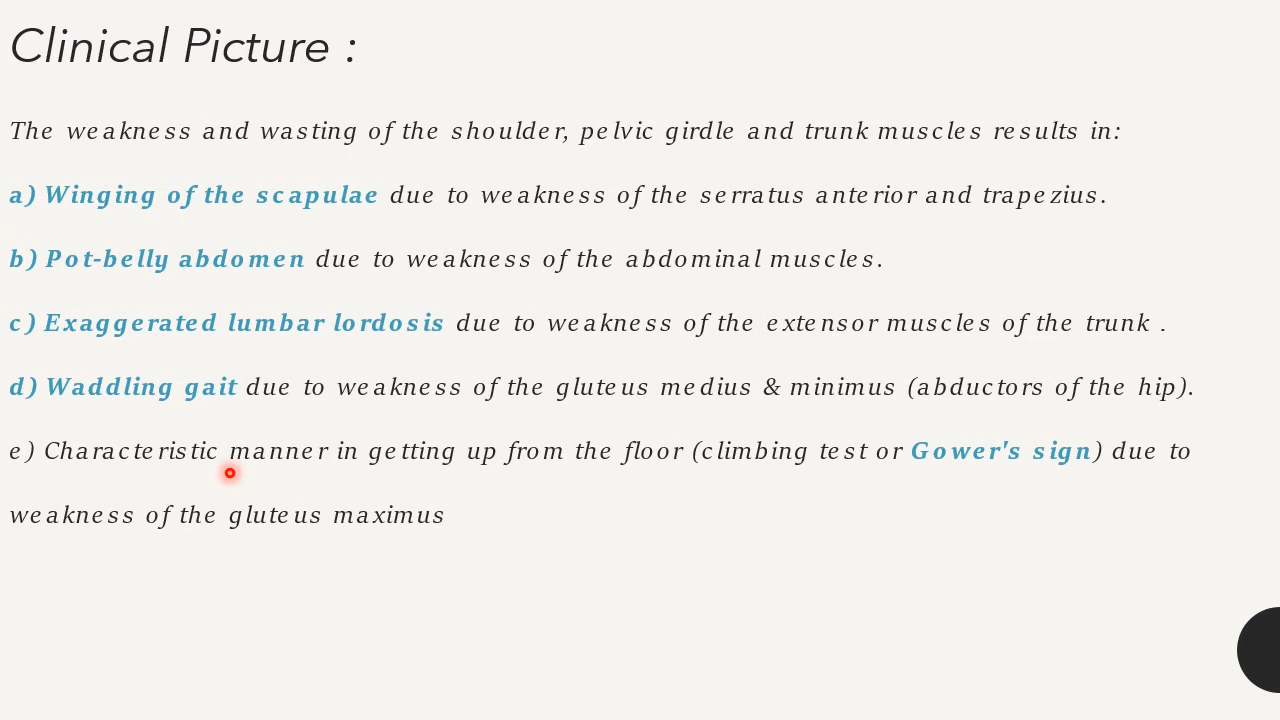 Clinical Picture :
The weakness and wasting of the shoulder, pelvic girdle and trunk muscles results in:
a) Winging of the scapulae due to weakness of the serratus anterior and trapezius.
b) Pot-belly abdomen due to weakness of the abdominal muscles.
c) Exaggerated lumbar lordosis due to weakness of the extensor muscles of the trunk .
d) Waddling gait due to weakness of the gluteus medius & minimus (abductors of the hip).
e) Characteristic manner in getting up from the floor (climbing test or Gower's sign) due to
weakness of the gluteus maximus